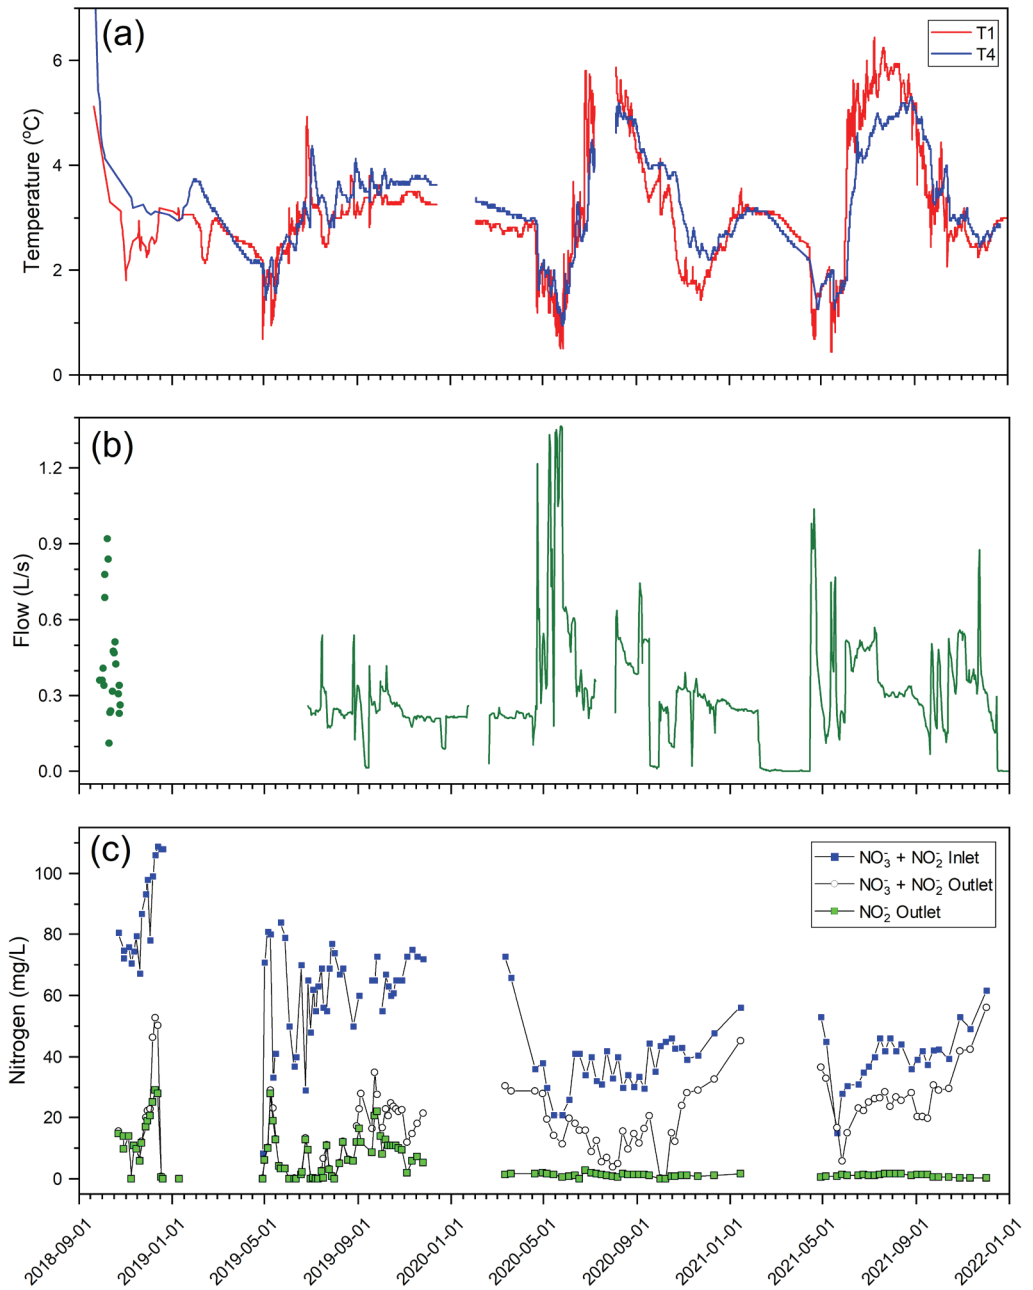 (a)
T1
T4
Temperature (°C)
6
4
2
0
(b)
Flow (L/s)
1.2
0.9
0.6
0.3
0.0
(c)
NO₃⁻ + NO₂⁻ Inlet
NO₃⁻ + NO₂⁻ Outlet
NO₂⁻ Outlet
Nitrogen (mg/L)
100
80
60
40
20
0
2018-09-01
2019-01-01
2019-05-01
2019-09-01
2020-01-01
2020-05-01
2020-09-01
2021-01-01
2021-05-01
2021-09-01
2022-01-01